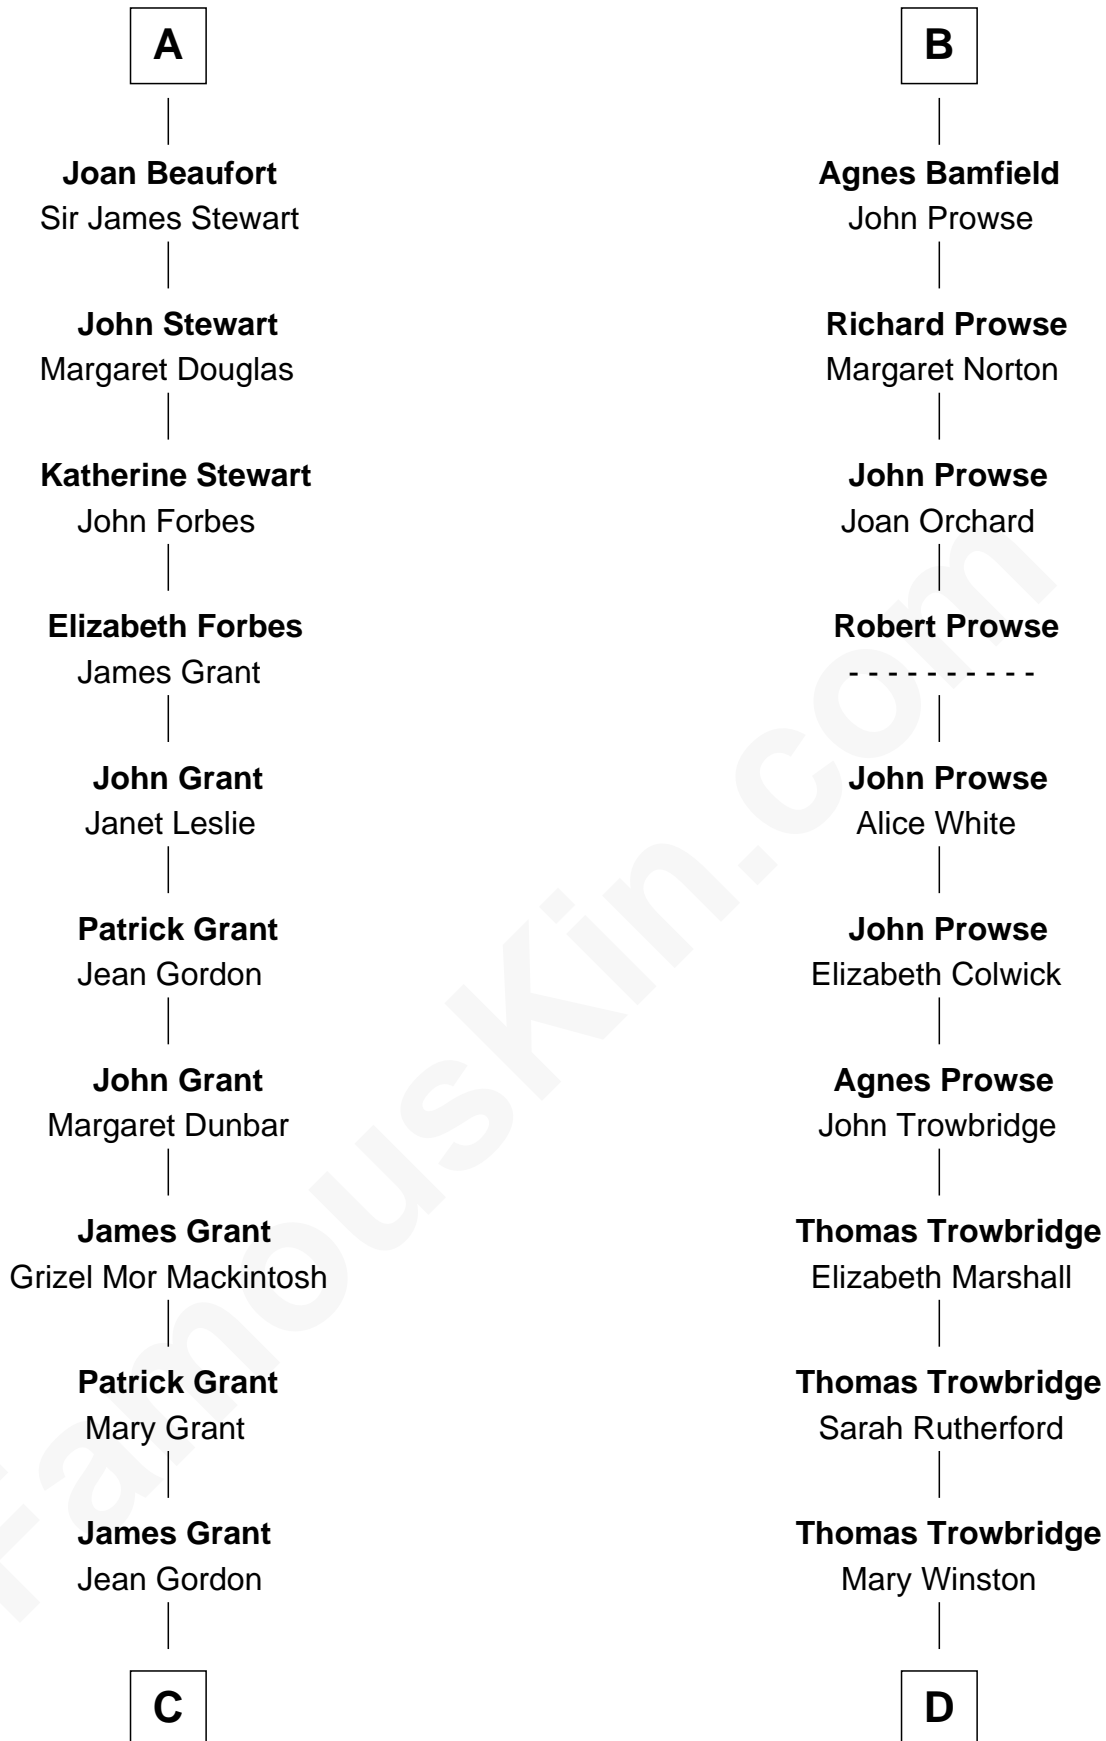 A
Joan Beaufort
Sir James Stewart
John Stewart
Margaret Douglas
Katherine Stewart
John Forbes
Elizabeth Forbes
James Grant
John Grant
Janet Leslie
Patrick Grant
Jean Gordon
John Grant
Margaret Dunbar
James Grant
Grizel Mor Mackintosh
Patrick Grant
Mary Grant
James Grant
Jean Gordon
C
B
Agnes Bamfield
John Prowse
Richard Prowse
Margaret Norton
John Prowse
Joan Orchard
Robert Prowse
- - - - - - - - - -
John Prowse
Alice White
John Prowse
Elizabeth Colwick
Agnes Prowse
John Trowbridge
Thomas Trowbridge
Elizabeth Marshall
Thomas Trowbridge
Sarah Rutherford
Thomas Trowbridge
Mary Winston
D
FamousKin.com